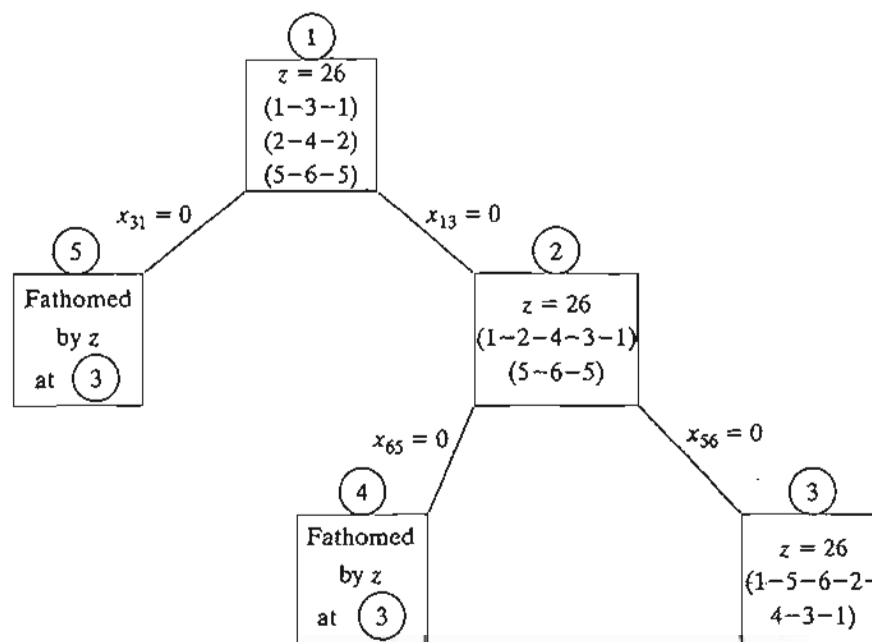 1
z = 26
(1-3-1)
(2-4-2)
(5-6-5)
x₃₁ = 0
x₁₃ = 0
5
Fathomed
by z
at 3
2
z = 26
(1-2-4-3-1)
(5-6-5)
x₆₅ = 0
x₅₆ = 0
4
Fathomed
by z
at 3
3
z = 26
(1-5-6-2-
4-3-1)